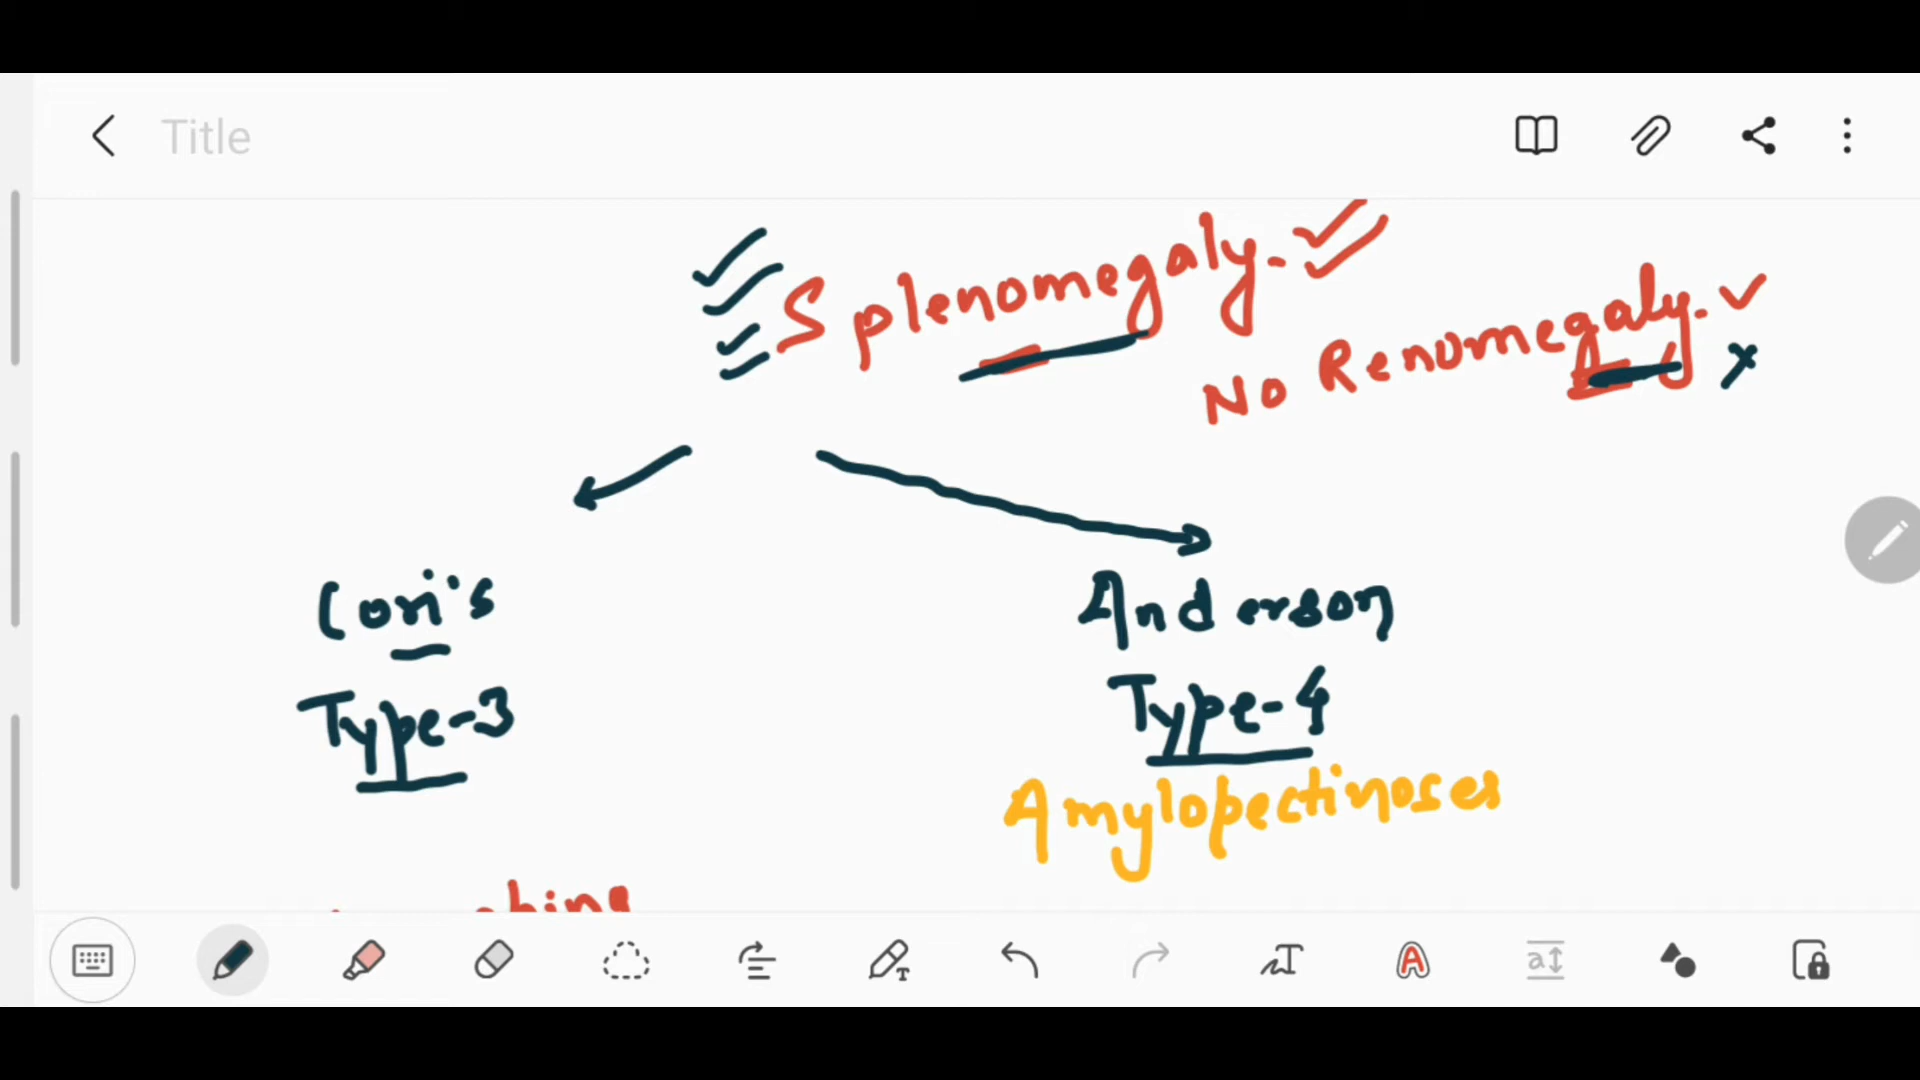 Title
Splenomegaly.
No Renomegaly.
Cori's
Anderson
Type-3
Type-4
Amylopectinoses